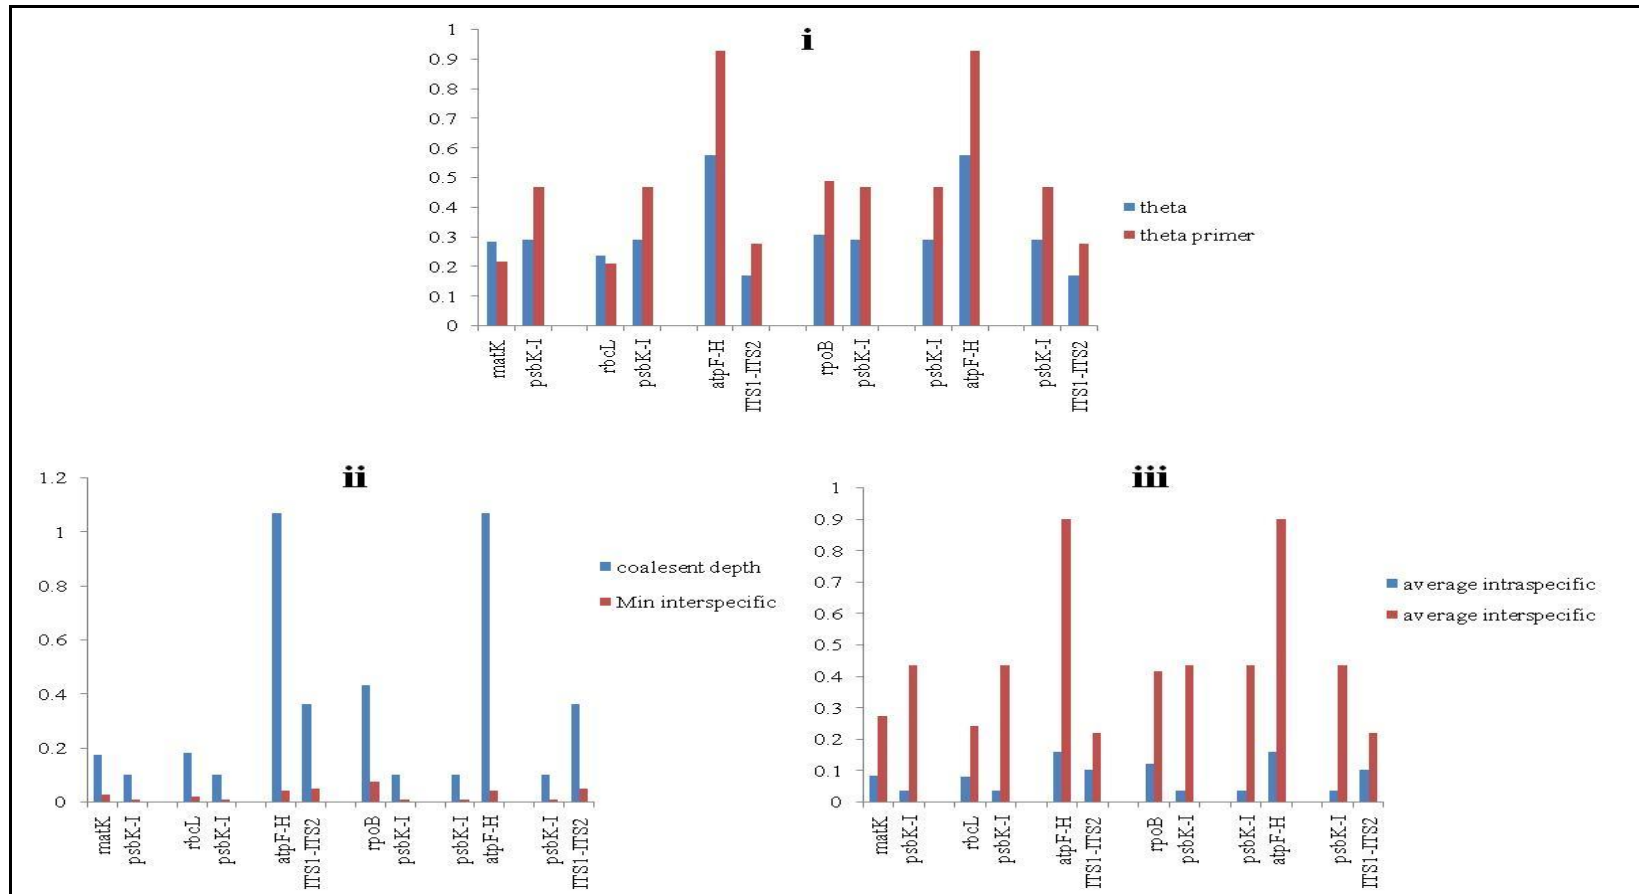 i
1
0.9
0.8
0.7
0.6
0.5
0.4
0.3
0.2
0.1
0
matK
psbK-I
rbcL
psbK-I
atpF-H
ITS1-ITS2
rpoB
psbK-I
psbK-I
atpF-H
psbK-I
ITS1-ITS2
theta
theta primer
ii
1.2
1
0.8
0.6
0.4
0.2
0
matK
psbK-I
rbcL
psbK-I
atpF-H
ITS1-ITS2
rpoB
psbK-I
psbK-I
atpF-H
psbK-I
ITS1-ITS2
coalesent depth
Min interspecific
iii
1
0.9
0.8
0.7
0.6
0.5
0.4
0.3
0.2
0.1
0
matK
psbK-I
rbcL
psbK-I
atpF-H
ITS1-ITS2
rpoB
psbK-I
psbK-I
atpF-H
psbK-I
ITS1-ITS2
average intraspecific
average interspecific